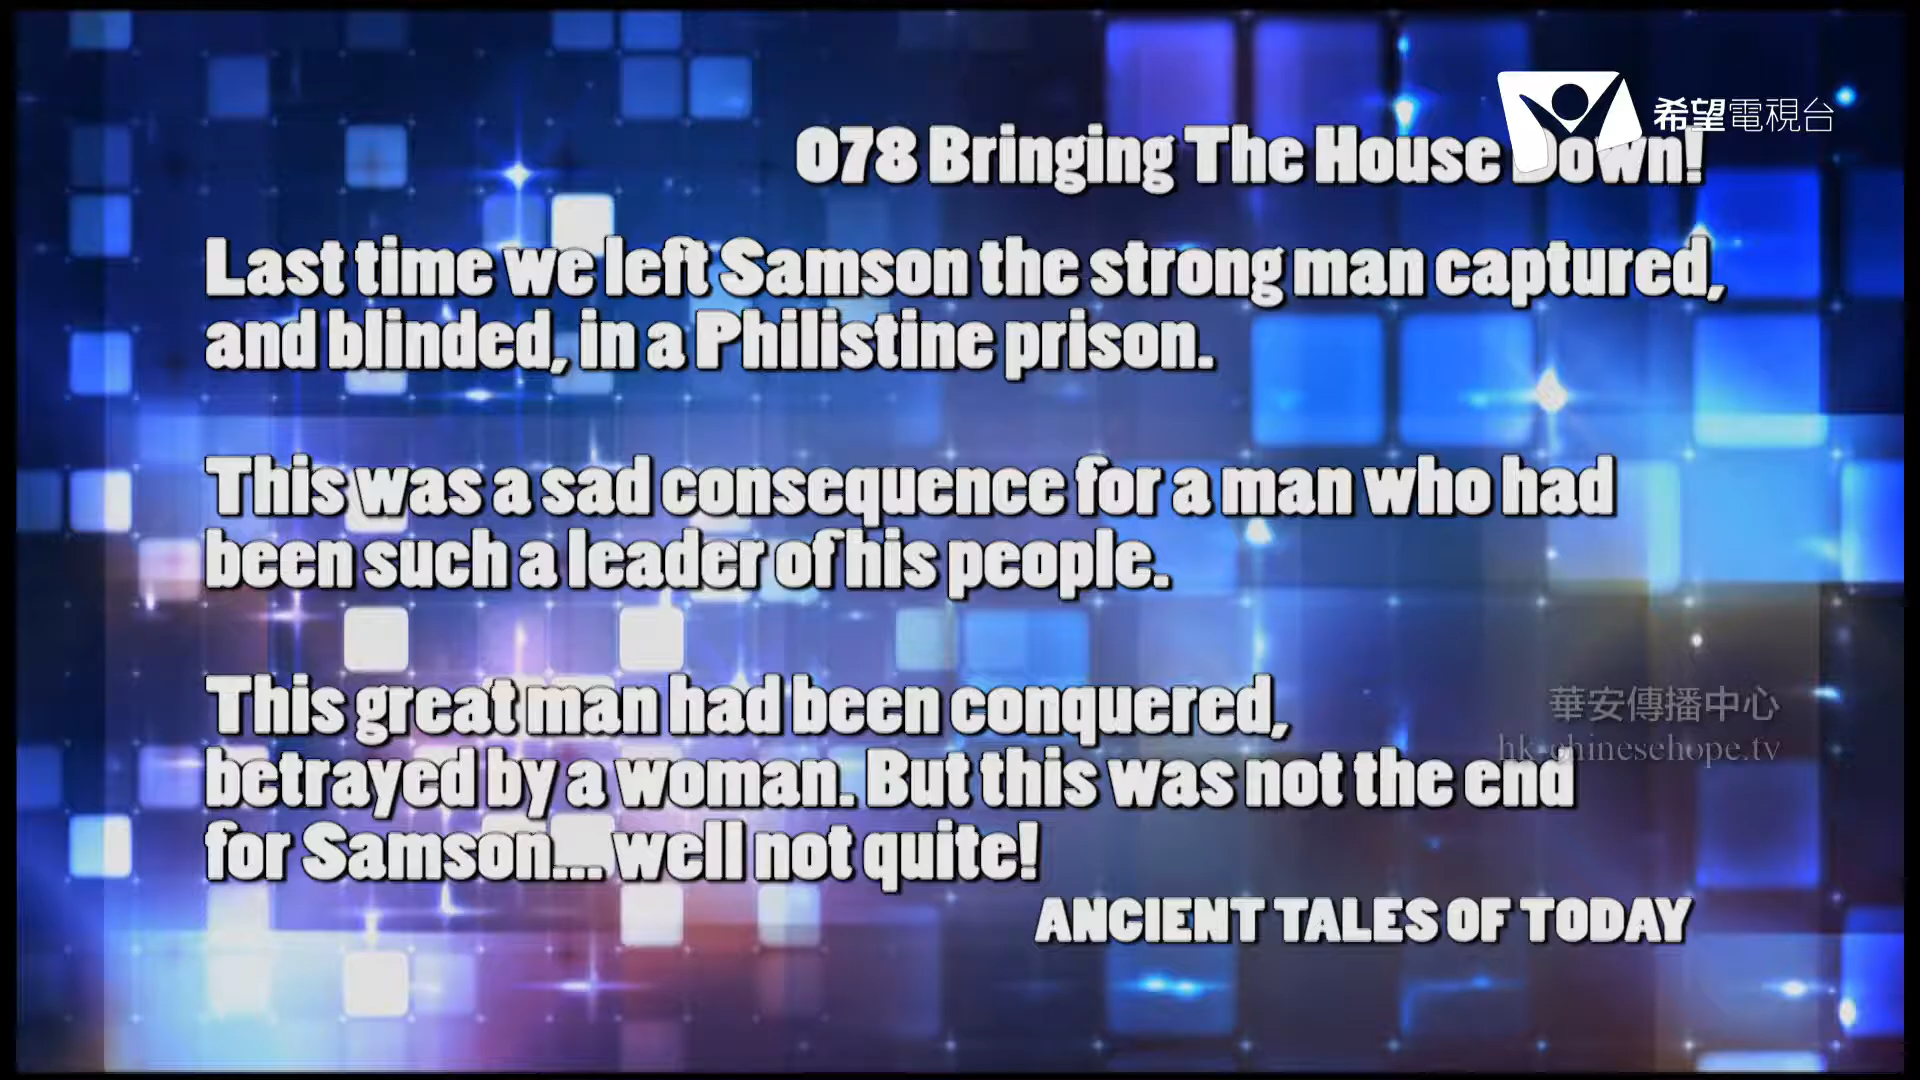 希望電視台
078 Bringing The House Down!
Last time we left Samson the strong man captured,
and blinded, in a Philistine prison.
This was a sad consequence for a man who had
been such a leader of his people.
This great man had been conquered,
betrayed by a woman. But this was not the end
for Samson... well not quite!
華安傳播中心
hk-chinesehope.tv
ANCIENT TALES OF TODAY